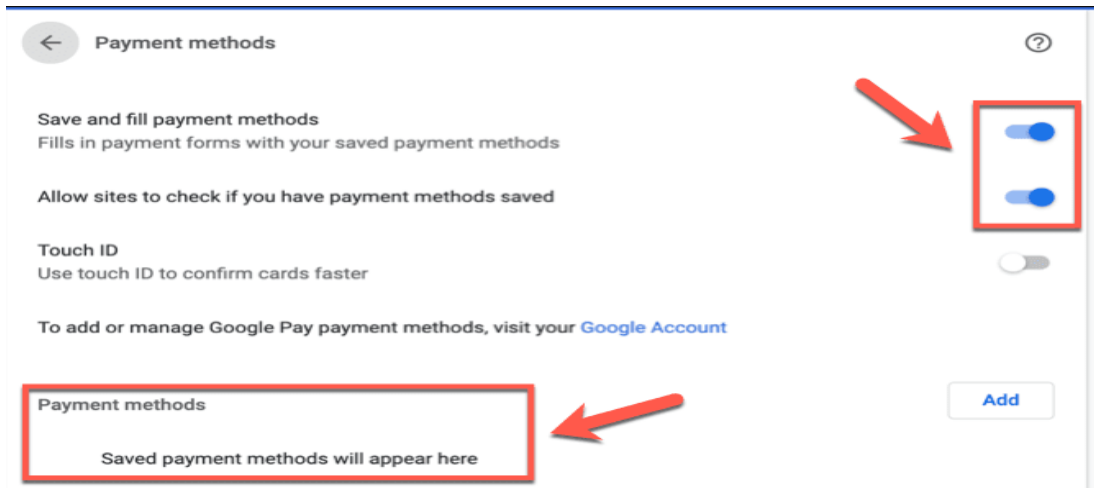 Payment methods
Save and fill payment methods
Fills in payment forms with your saved payment methods
Allow sites to check if you have payment methods saved
Touch ID
Use touch ID to confirm cards faster
To add or manage Google Pay payment methods, visit your Google Account
Payment methods
Add
Saved payment methods will appear here